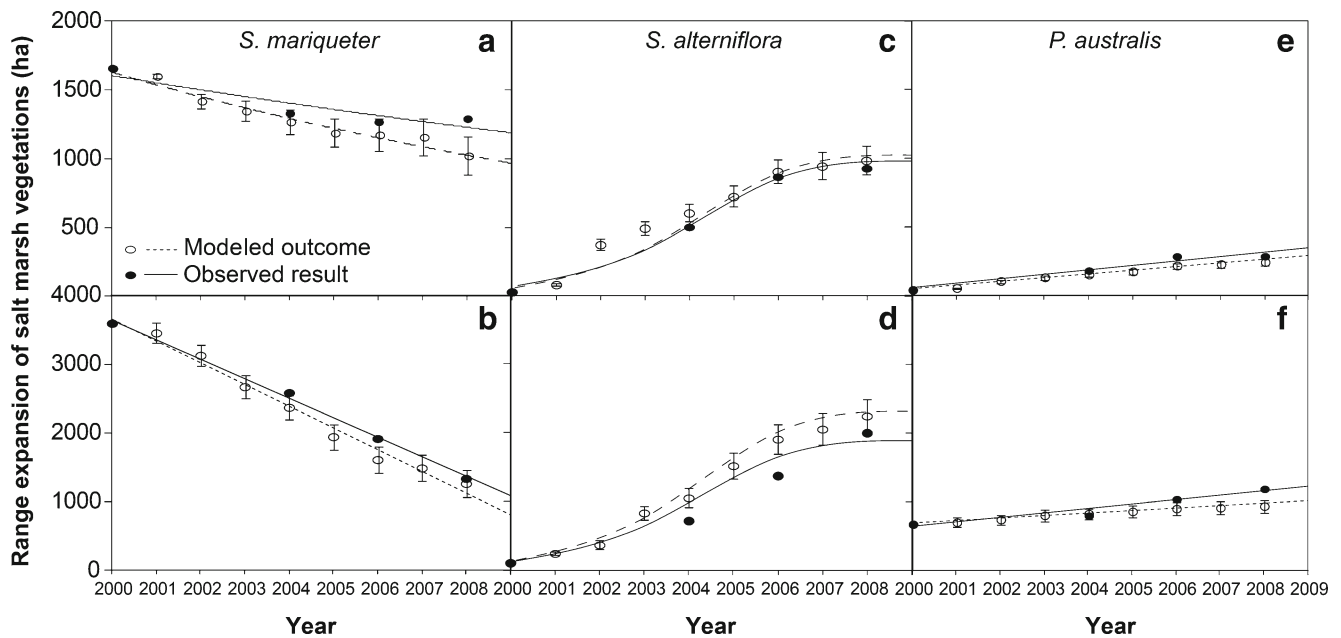 Range expansion of salt marsh vegetations (ha)
2000
1500
1000
500
4000
3000
2000
1000
0
S. mariqueter
a
S. alterniflora
c
P. australis
e
Modeled outcome
Observed result
b
d
f
2000 2001 2002 2003 2004 2005 2006 2007 2008
2000 2001 2002 2003 2004 2005 2006 2007 2008
2000 2001 2002 2003 2004 2005 2006 2007 2008 2009
Year
Year
Year